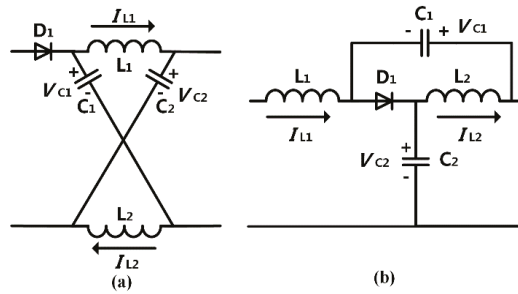 D1
IL1
L1
+
+
VC1
-
C1
-
C2
VC2
L2
IL2
(a)
C1
-
+
VC1
L1
D1
L2
IL1
IL2
+
VC2
-
C2
(b)